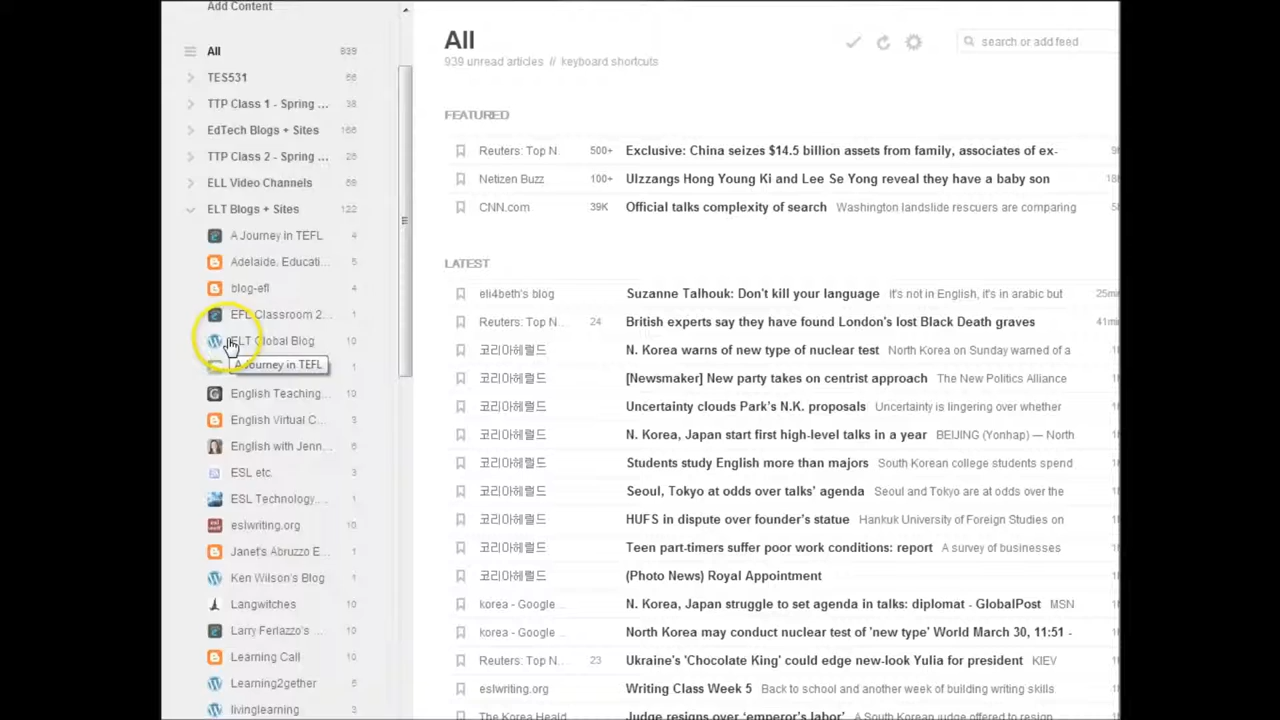 Add Content
All 939
TES531 56
TTP Class 1 - Spring ... 38
EdTech Blogs + Sites 166
TTP Class 2 - Spring ... 26
ELL Video Channels 69
ELT Blogs + Sites 122
A Journey in TEFL 4
Adelaide, Educati... 5
blog-efl 4
EFL Classroom 2... 1
ELT Global Blog 10
A Journey in TEFL 1
English Teaching... 10
English Virtual C... 3
English with Jenn... 6
ESL etc. 3
ESL Technology.... 1
eslwriting.org 10
Janet's Abruzzo E... 1
Ken Wilson's Blog 1
Langwitches 10
Larry Ferlazzo's ... 10
Learning Call 10
Learning2gether 5
livinglearning 3
All
search or add feed
939 unread articles // keyboard shortcuts
FEATURED
Reuters: Top N. 500+ Exclusive: China seizes $14.5 billion assets from family, associates of ex-
Netizen Buzz 100+ Ulzzangs Hong Young Ki and Lee Se Yong reveal they have a baby son
CNN.com 39K Official talks complexity of search Washington landslide rescuers are comparing
LATEST
eli4beth's blog Suzanne Talhouk: Don't kill your language it's not in English, it's in arabic but 25min
Reuters: Top N... 24 British experts say they have found London's lost Black Death graves 41min
코리아헤럴드 N. Korea warns of new type of nuclear test North Korea on Sunday warned of a
코리아헤럴드 [Newsmaker] New party takes on centrist approach The New Politics Alliance
코리아헤럴드 Uncertainty clouds Park's N.K. proposals Uncertainty is lingering over whether
코리아헤럴드 N. Korea, Japan start first high-level talks in a year BEIJING (Yonhap) — North
코리아헤럴드 Students study English more than majors South Korean college students spend
코리아헤럴드 Seoul, Tokyo at odds over talks' agenda Seoul and Tokyo are at odds over the
코리아헤럴드 HUFS in dispute over founder's statue Hankuk University of Foreign Studies on
코리아헤럴드 Teen part-timers suffer poor work conditions: report A survey of businesses
코리아헤럴드 (Photo News) Royal Appointment
korea - Google ... N. Korea, Japan struggle to set agenda in talks: diplomat - GlobalPost MSN
korea - Google ... North Korea may conduct nuclear test of 'new type' World March 30, 11:51 -
Reuters: Top N... 23 Ukraine's 'Chocolate King' could edge new-look Yulia for president KIEV
eslwriting.org Writing Class Week 5 Back to school and another week of building writing skills
The Korea Herald Judge resigns over 'emperor's labor' A Gwangju judge offered to resign